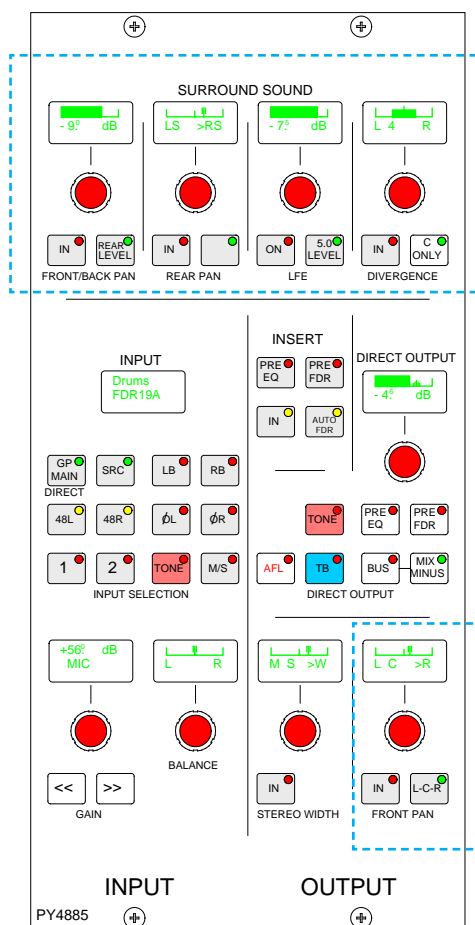 SURROUND SOUND
- 9.0 dB
LS >RS
- 7.5 dB
L 4 R
IN
REAR LEVEL
IN
ON
5.0 LEVEL
IN
C ONLY
FRONT/BACK PAN
REAR PAN
LFE
DIVERGENCE
INPUT
Drums
FDR19A
INSERT
PRE EQ
PRE FDR
IN
AUTO FDR
DIRECT OUTPUT
- 4.5 dB
GP MAIN
SRC
LB
RB
DIRECT
48L
48R
øL
øR
1
2
TONE
M/S
INPUT SELECTION
TONE
PRE EQ
PRE FDR
AFL
TB
BUS
MIX MINUS
DIRECT OUTPUT
+56.0 dB
MIC
L R
M S >W
L C >R
BALANCE
<<
>>
GAIN
IN
STEREO WIDTH
IN
L-C-R
FRONT PAN
INPUT
OUTPUT
PY4885